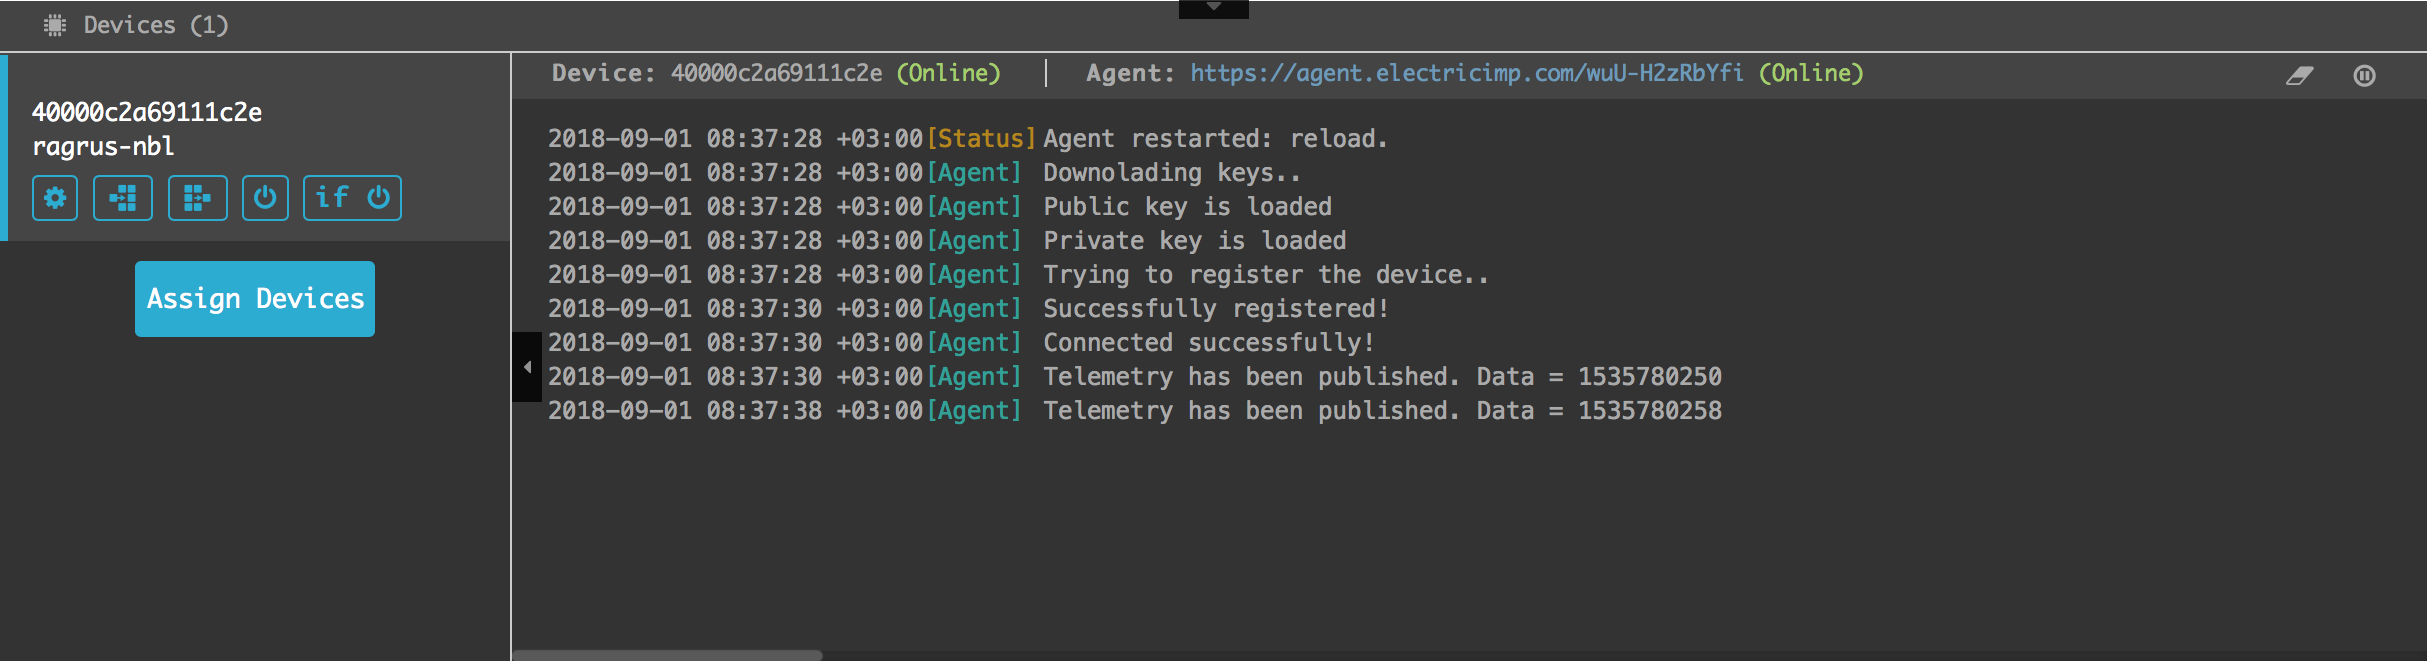 Devices (1)
40000c2a69111c2e
ragrus-nbl
if
Assign Devices
Device: 40000c2a69111c2e (Online) Agent: https://agent.electricimp.com/wuU-H2zRbYfi (Online)
2018-09-01 08:37:28 +03:00[Status] Agent restarted: reload.
2018-09-01 08:37:28 +03:00[Agent] Downolading keys..
2018-09-01 08:37:28 +03:00[Agent] Public key is loaded
2018-09-01 08:37:28 +03:00[Agent] Private key is loaded
2018-09-01 08:37:28 +03:00[Agent] Trying to register the device..
2018-09-01 08:37:30 +03:00[Agent] Successfully registered!
2018-09-01 08:37:30 +03:00[Agent] Connected successfully!
2018-09-01 08:37:30 +03:00[Agent] Telemetry has been published. Data = 1535780250
2018-09-01 08:37:38 +03:00[Agent] Telemetry has been published. Data = 1535780258